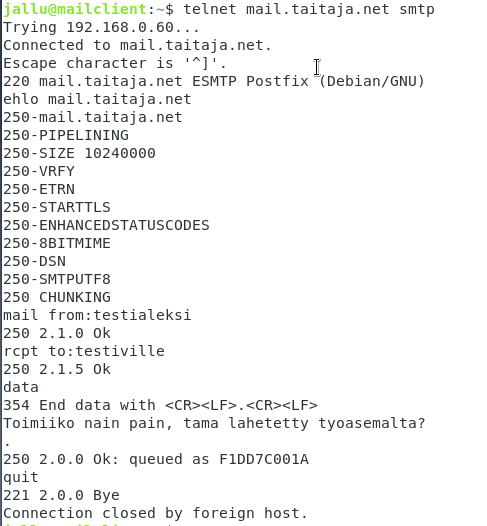 jallu@mailclient:~$ telnet mail.taitaja.net smtp
Trying 192.168.0.60...
Connected to mail.taitaja.net.
Escape character is '^]'.
220 mail.taitaja.net ESMTP Postfix (Debian/GNU)
ehlo mail.taitaja.net
250-mail.taitaja.net
250-PIPELINING
250-SIZE 10240000
250-VRFY
250-ETRN
250-STARTTLS
250-ENHANCEDSTATUSCODES
250-8BITMIME
250-DSN
250-SMTPUTF8
250 CHUNKING
mail from:testialeksi
250 2.1.0 Ok
rcpt to:testiville
250 2.1.5 Ok
data
354 End data with <CR><LF>.<CR><LF>
Toimiiko nain pain, tama lahetetty tyoasemalta?
.
250 2.0.0 Ok: queued as F1DD7C001A
quit
221 2.0.0 Bye
Connection closed by foreign host.